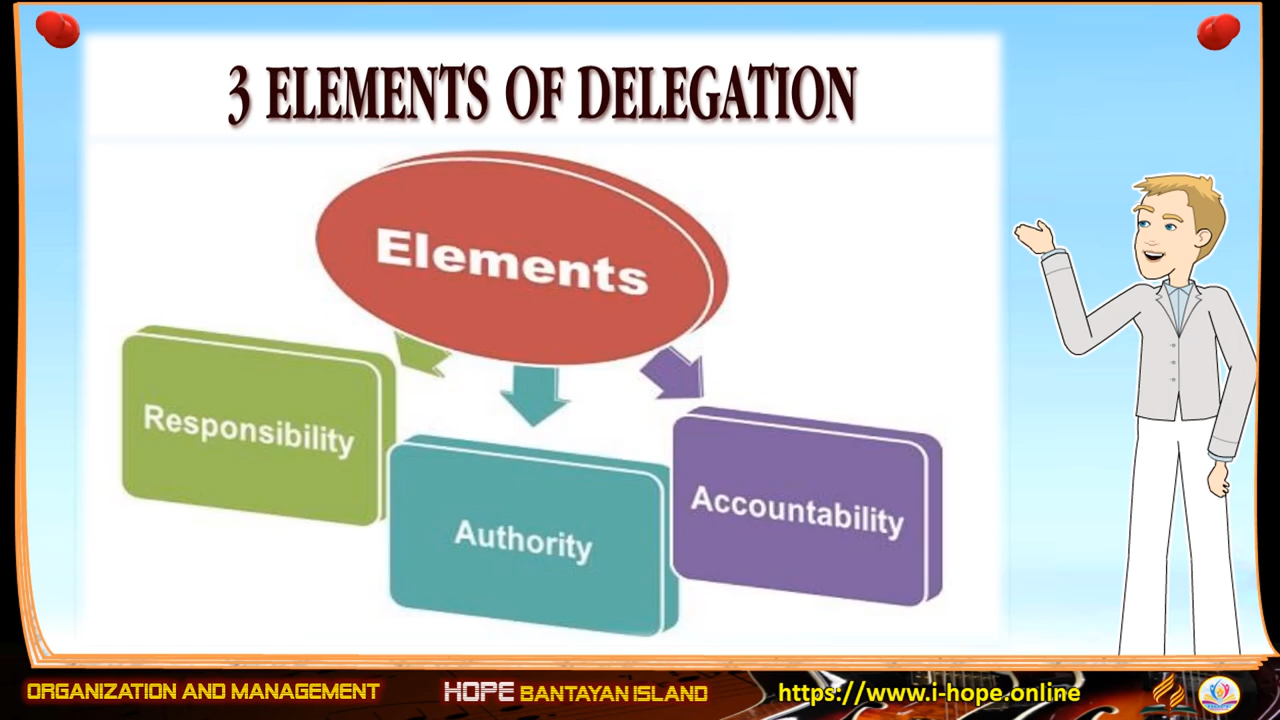 3 ELEMENTS OF DELEGATION
Elements
Responsibility
Authority
Accountability
ORGANIZATION AND MANAGEMENT
HOPE BANTAYAN ISLAND
https://www.i-hope.online